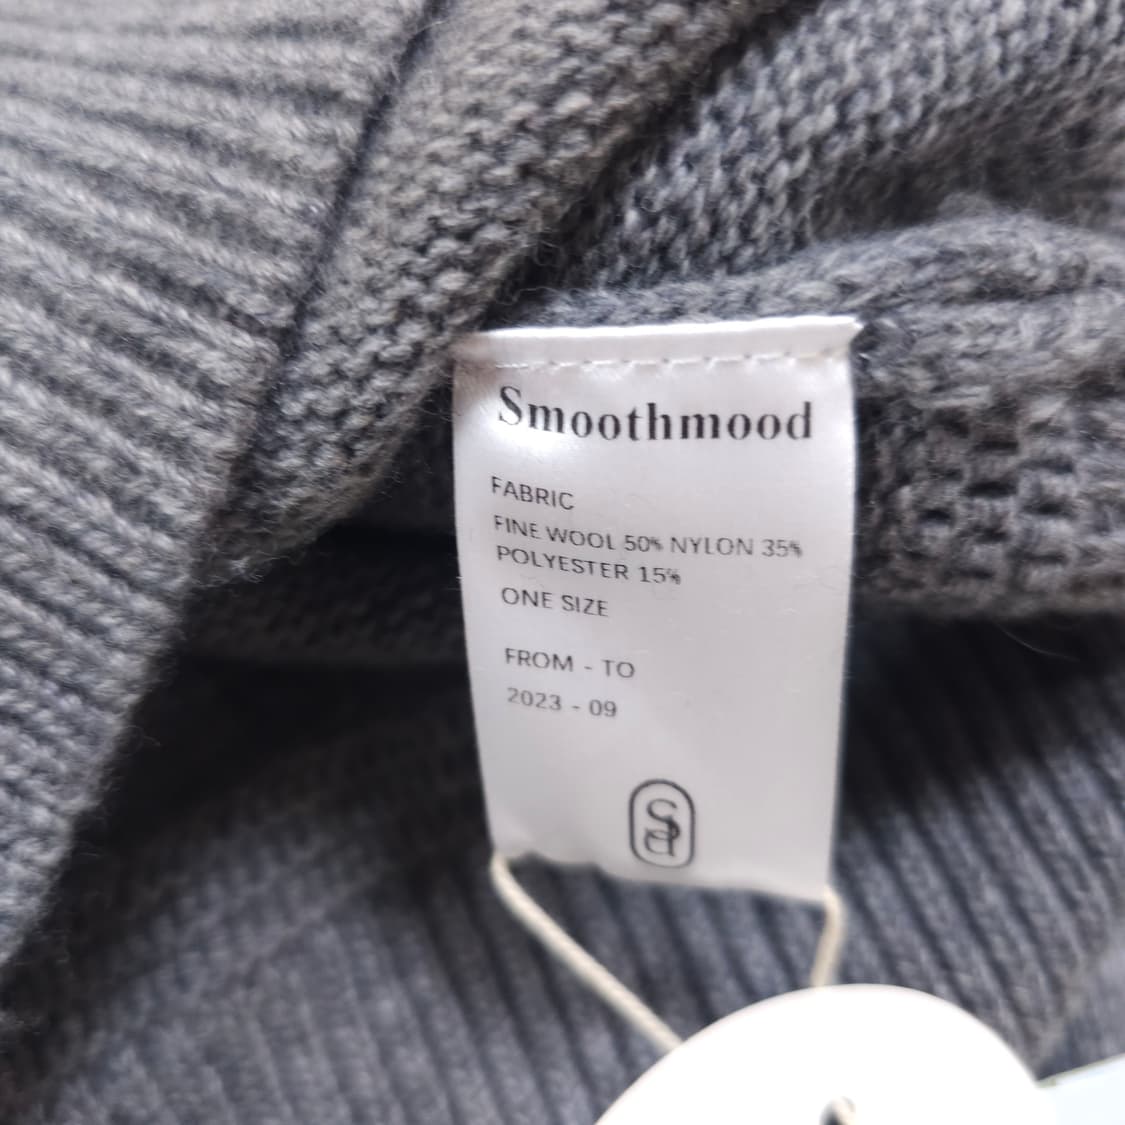 Smoothmood
FABRIC
FINE WOOL 50% NYLON 35%
POLYESTER 15%
ONE SIZE
FROM - TO
2023 - 09